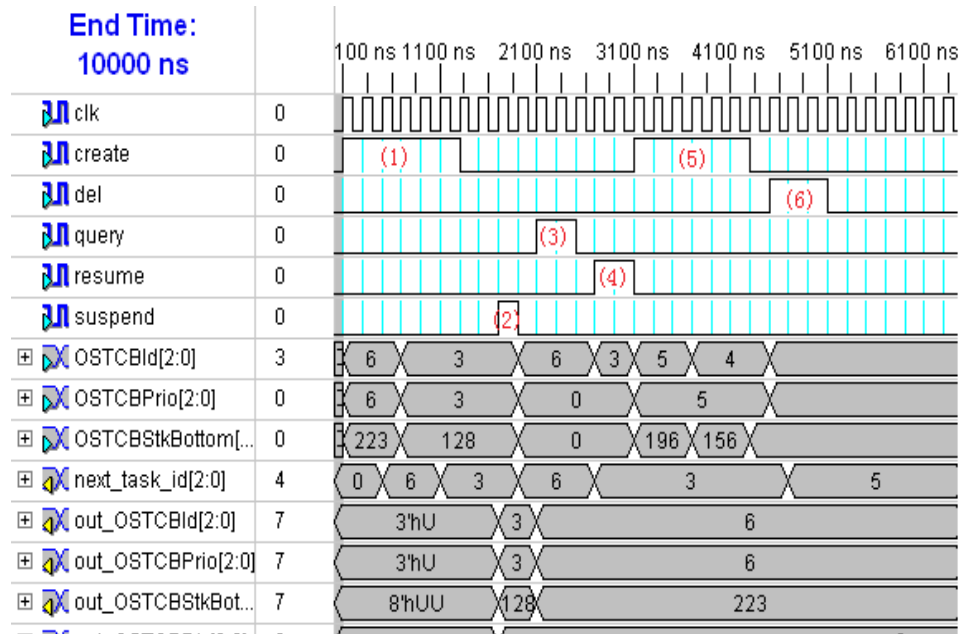 End Time:
10000 ns
100 ns 1100 ns 2100 ns 3100 ns 4100 ns 5100 ns 6100 ns
clk 0
create 0 (1) (5)
del 0 (6)
query 0 (3)
resume 0 (4)
suspend 0 (2)
OSTCBId[2:0] 3 6 3 6 3 5 4
OSTCBPrio[2:0] 0 6 3 0 5
OSTCBStkBottom[... 0 223 128 0 196 156
next_task_id[2:0] 4 0 6 3 6 3 5
out_OSTCBId[2:0] 7 3'hU 3 6
out_OSTCBPrio[2:0] 7 3'hU 3 6
out_OSTCBStkBot... 7 8'hUU 128 223